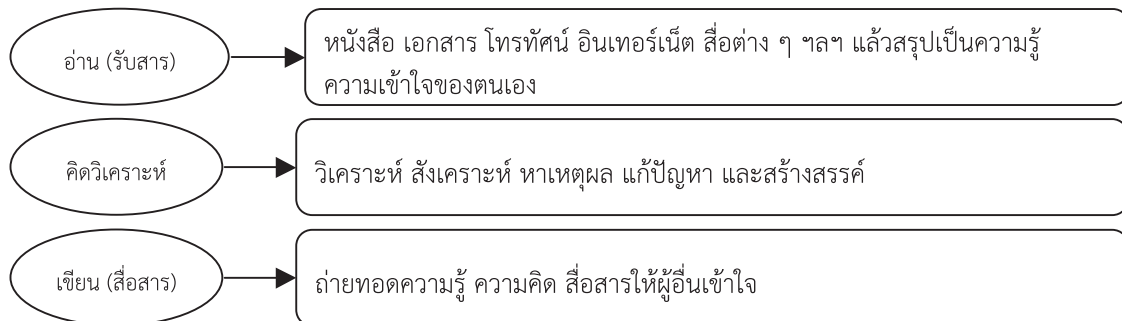 อ่าน (รับสาร)
หนังสือ เอกสาร โทรทัศน์ อินเทอร์เน็ต สื่อต่าง ๆ ฯลฯ แล้วสรุปเป็นความรู้
ความเข้าใจของตนเอง
คิดวิเคราะห์
วิเคราะห์ สังเคราะห์ หาเหตุผล แก้ปัญหา และสร้างสรรค์
เขียน (สื่อสาร)
ถ่ายทอดความรู้ ความคิด สื่อสารให้ผู้อื่นเข้าใจ